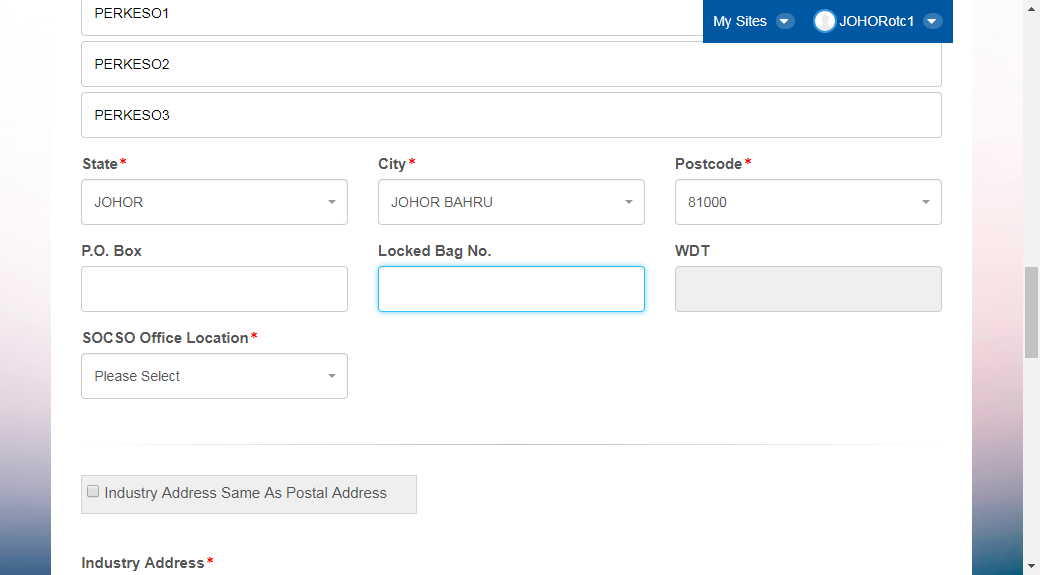 PERKESO1
My Sites JOHORotc1
PERKESO2
PERKESO3
State* City* Postcode*
JOHOR JOHOR BAHRU 81000
P.O. Box Locked Bag No. WDT
SOCSO Office Location*
Please Select
Industry Address Same As Postal Address
Industry Address*